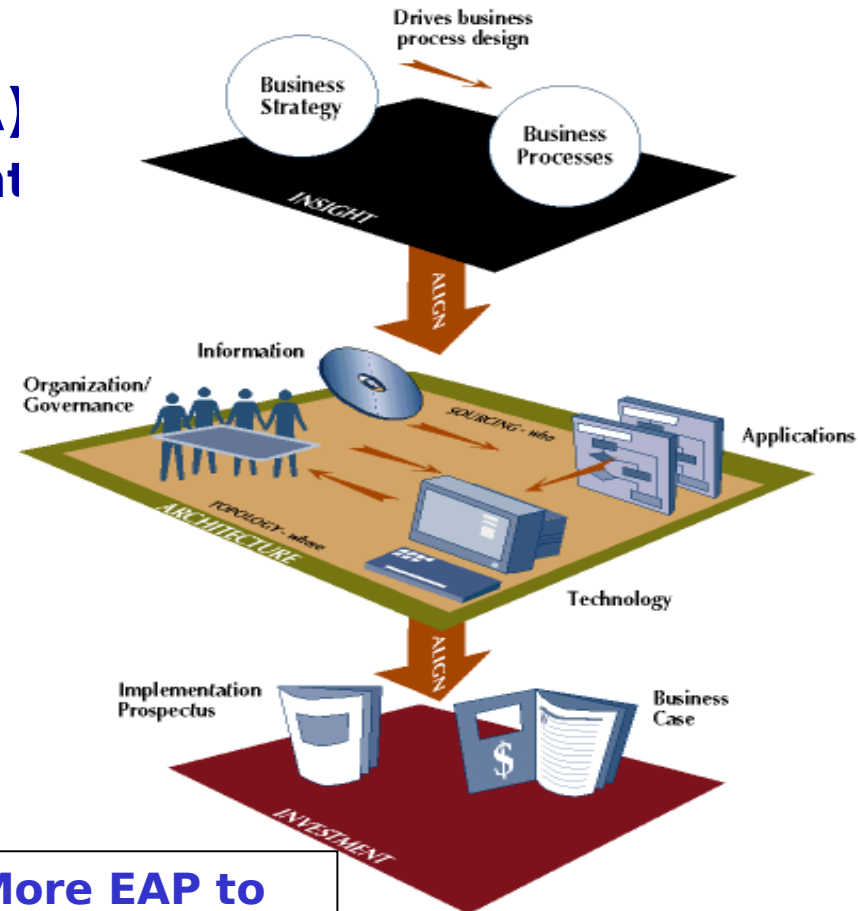 Drives business
process design
A)
nt
Business
Strategy
Business
Processes
INSIGHT
ALIGN
Information
Organization/
Governance
SOURCING - who
Applications
TOPOLOGY - where
ARCHITECTURE
Technology
ALIGN
Implementation
Prospectus
Business
Case
$
INVESTMENT
More EAP to